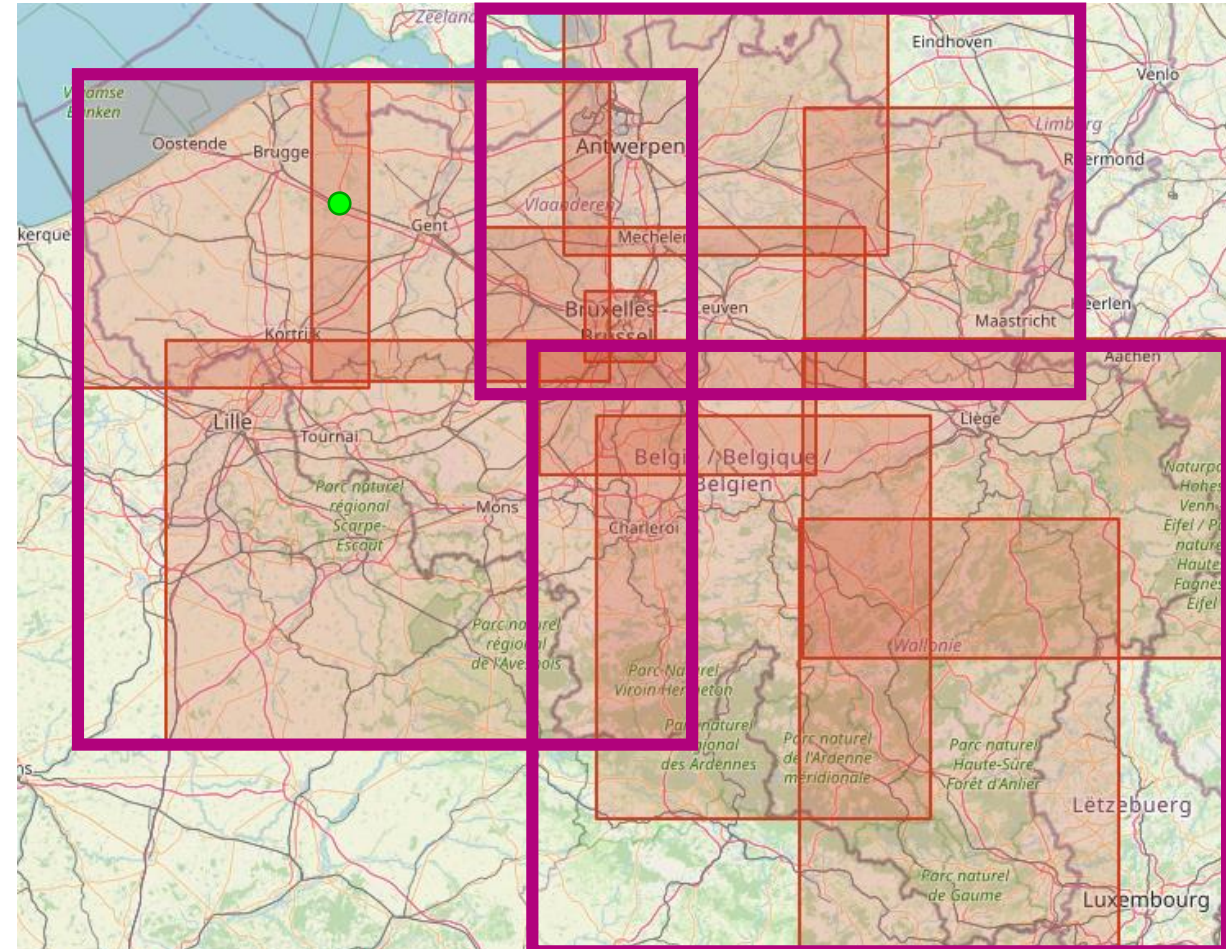 Zeeland
Eindhoven
Venlo
Vlaamse
Banken
Oostende
Brugge
Antwerpen
Limburg
Vlaanderen
Gent
Mechelen
Bruxelles -
Brussel
Leuven
Maastricht
Kortrijk
Aachen
Lille
Tournai
Liège
België / Belgique /
Belgien
Parc naturel
régional
Scarpe-
Escaut
Mons
Charleroi
Parc naturel
régional
de l'Avesnois
Wallonie
Parc Naturel
Viroin Hermeton
Parc naturel
régional
des Ardennes
Parc naturel
de l'Ardenne
méridionale
Parc naturel
Haute-Sûre
Forêt d'Anlier
Lëtzebuerg
Parc naturel
de Gaume
Luxembourg